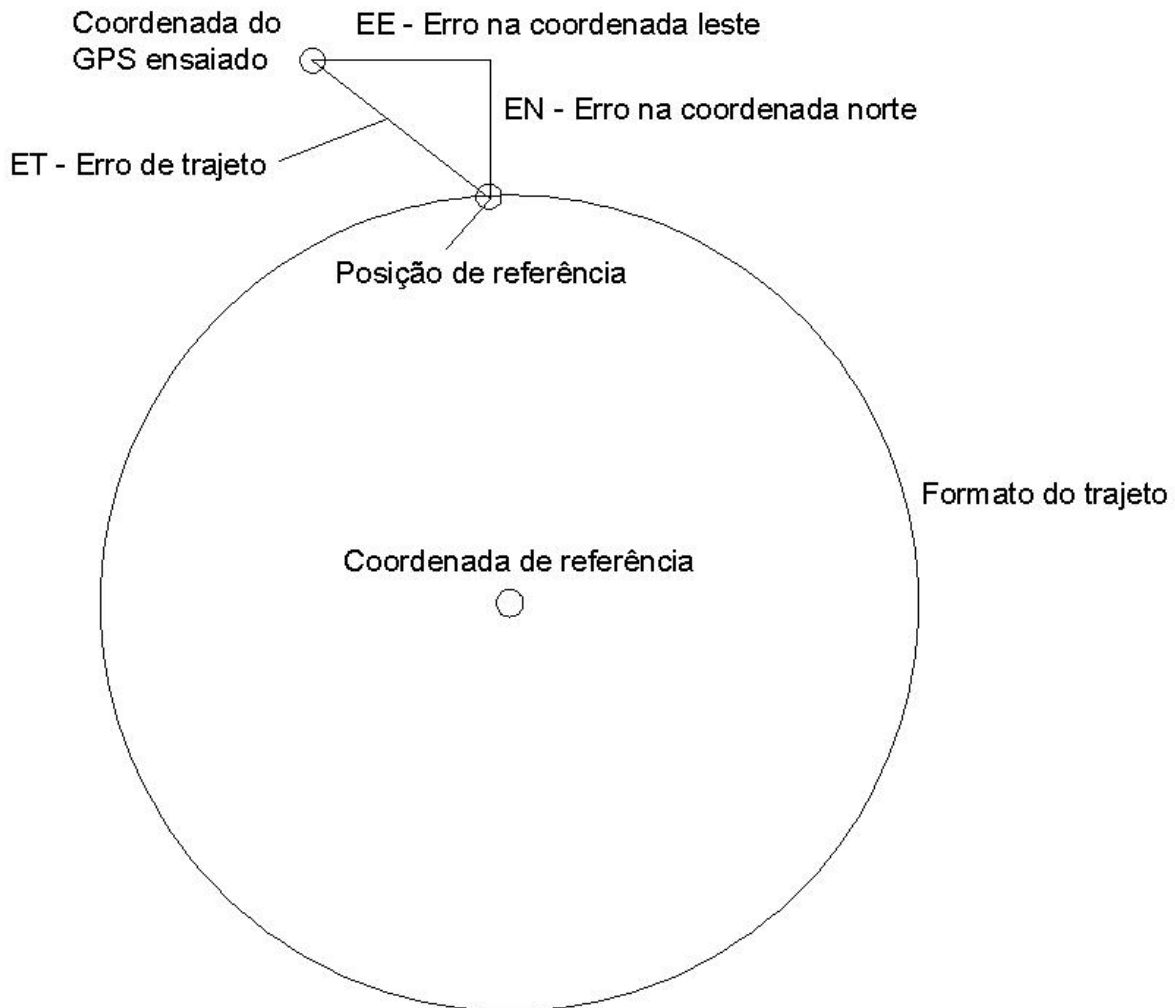 Coordenada do
GPS ensaiado
EE - Erro na coordenada leste
EN - Erro na coordenada norte
ET - Erro de trajeto
Posição de referência
Formato do trajeto
Coordenada de referência